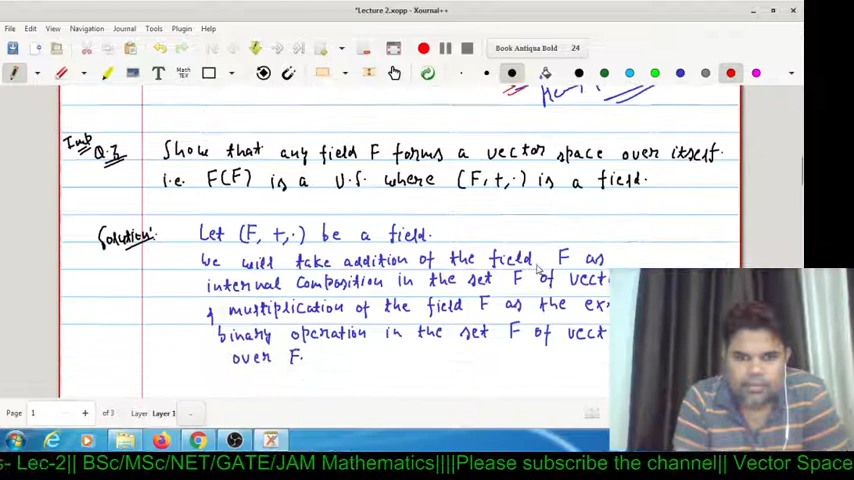 *Lecture 2.xopp - Xournal++
File Edit View Navigation Journal Tools Plugin Help
Book Antiqua Bold 24
T Math TEX
Imp Q.3 Show that any field F forms a vector space over itself.
i.e. F(F) is a V.S. where (F, +, ·) is a field.
Solution: Let (F, +, ·) be a field.
we will take addition of the field F as
internal composition in the set F of vect
& multiplication of the field F as the ex
binary operation in the set F of vect
over F.
Page 1 of 3 Layer Layer 1
s- Lec-2|| BSc/MSc/NET/GATE/JAM Mathematics||||Please subscribe the channel|| Vector Space